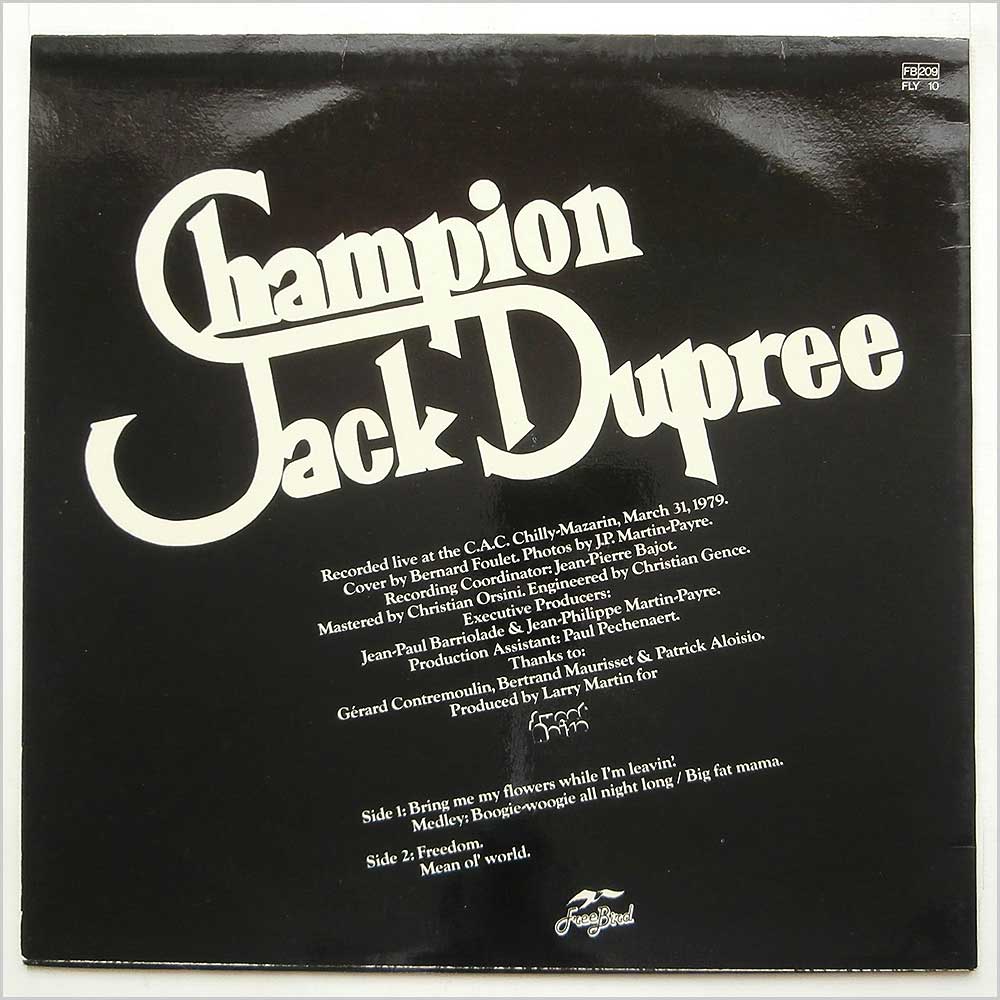 FB 209
FLY 10
Champion
Jack Dupree
Recorded live at the C.A.C. Chilly-Mazarin, March 31, 1979.
Cover by Bernard Foulet. Photos by J.P. Martin-Payre.
Recording Coordinator: Jean-Pierre Bajot.
Mastered by Christian Orsini. Engineered by Christian Gence.
Executive Producers:
Jean-Paul Barriolade & Jean-Philippe Martin-Payre.
Production Assistant: Paul Pechenaert.
Thanks to:
Gérard Contremoulin, Bertrand Maurisset & Patrick Aloisio.
Produced by Larry Martin for
Side 1: Bring me my flowers while I'm leavin'.
Medley: Boogie-woogie all night long / Big fat mama.
Side 2: Freedom.
Mean ol' world.
FreeBird